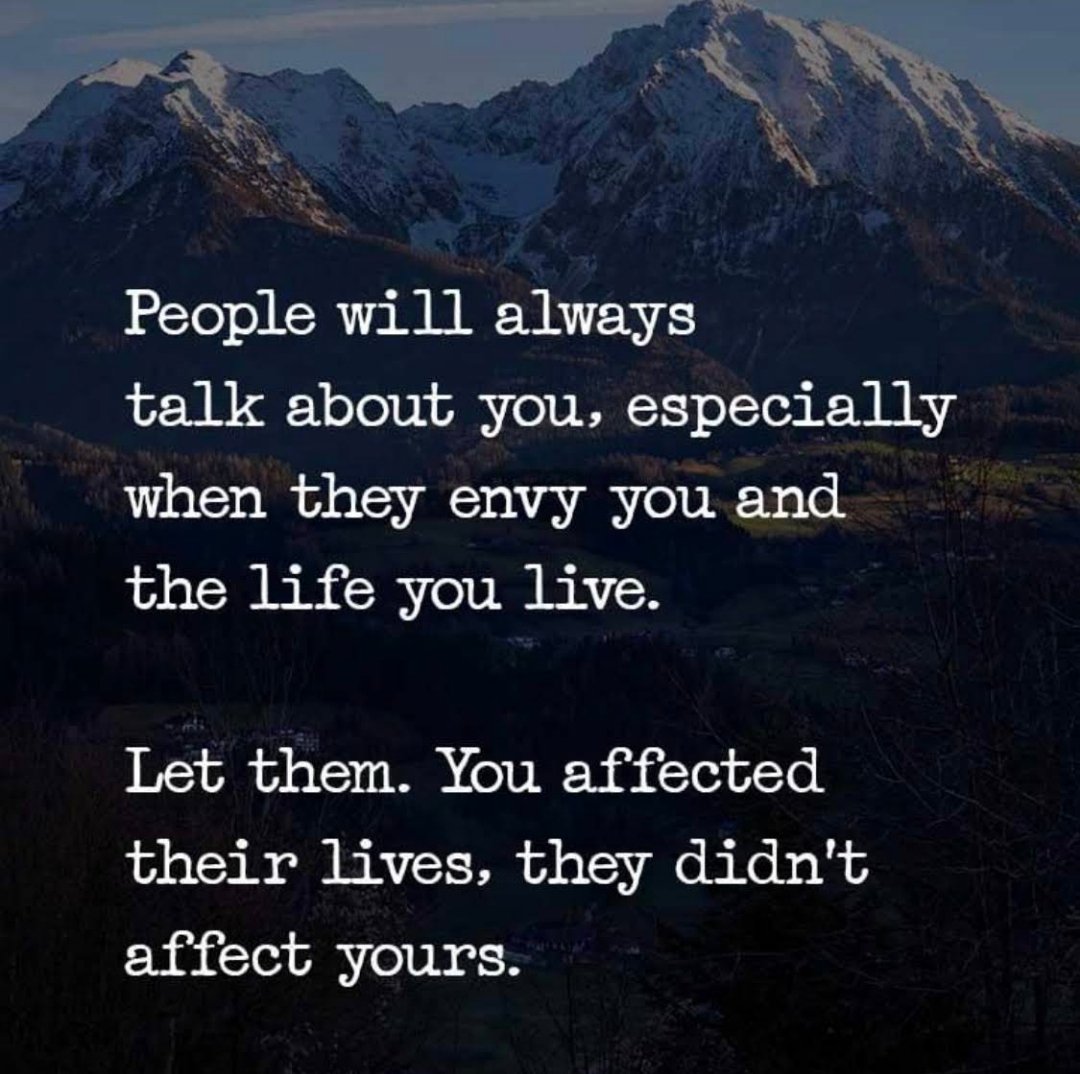 People will always
talk about you, especially
when they envy you and
the life you live.
Let them. You affected
their lives, they didn't
affect yours.